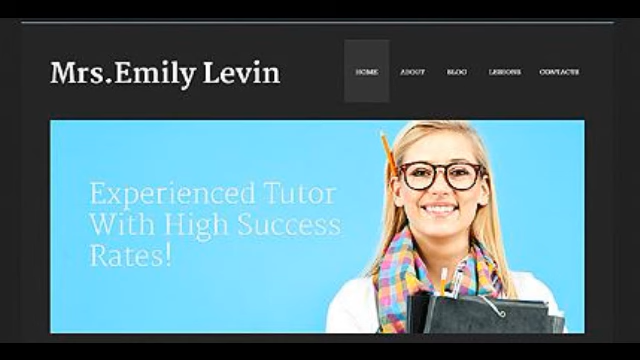 Mrs.Emily Levin
HOME ABOUT BLOG LESSONS CONTACTS
Experienced Tutor
With High Success
Rates!